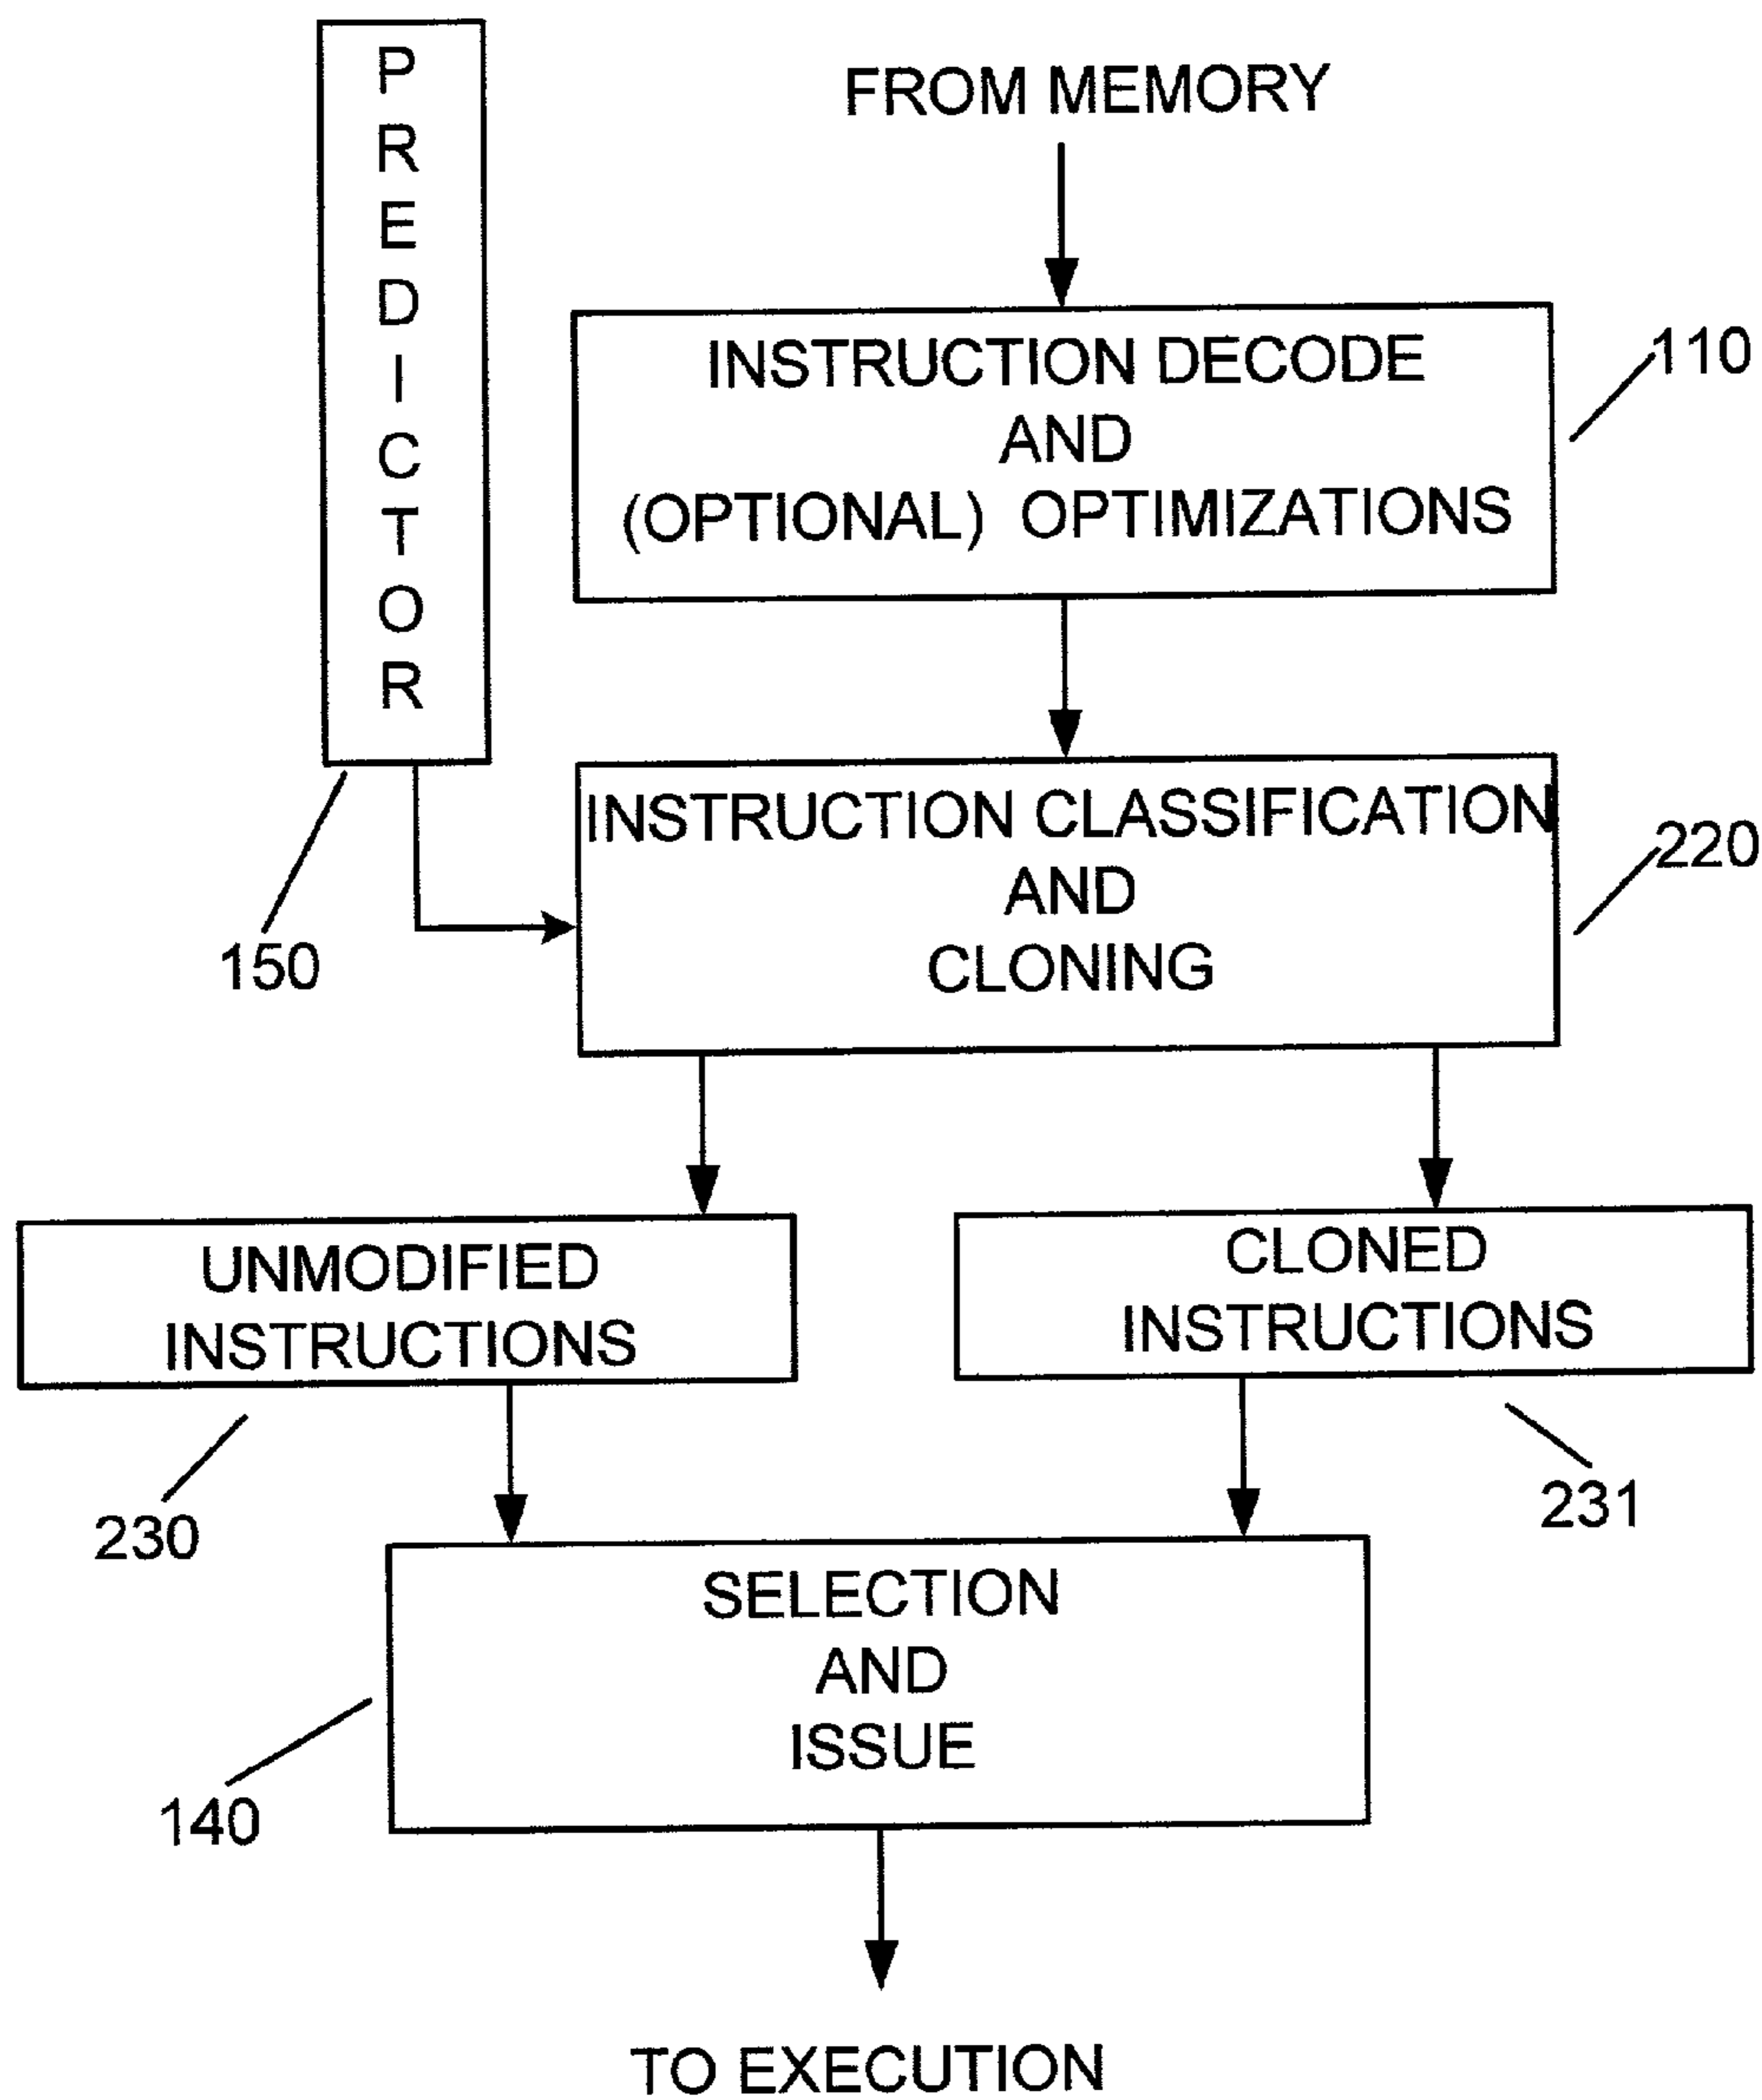 PREDICTOR
FROM MEMORY
INSTRUCTION DECODE
AND
(OPTIONAL) OPTIMIZATIONS
110
INSTRUCTION CLASSIFICATION
AND
CLONING
220
150
UNMODIFIED
INSTRUCTIONS
CLONED
INSTRUCTIONS
230
231
SELECTION
AND
ISSUE
140
TO EXECUTION